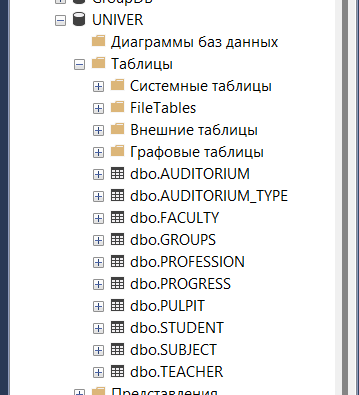 GroupDb
UNIVER
Диаграммы баз данных
Таблицы
Системные таблицы
FileTables
Внешние таблицы
Графовые таблицы
dbo.AUDITORIUM
dbo.AUDITORIUM_TYPE
dbo.FACULTY
dbo.GROUPS
dbo.PROFESSION
dbo.PROGRESS
dbo.PULPIT
dbo.STUDENT
dbo.SUBJECT
dbo.TEACHER
Представления